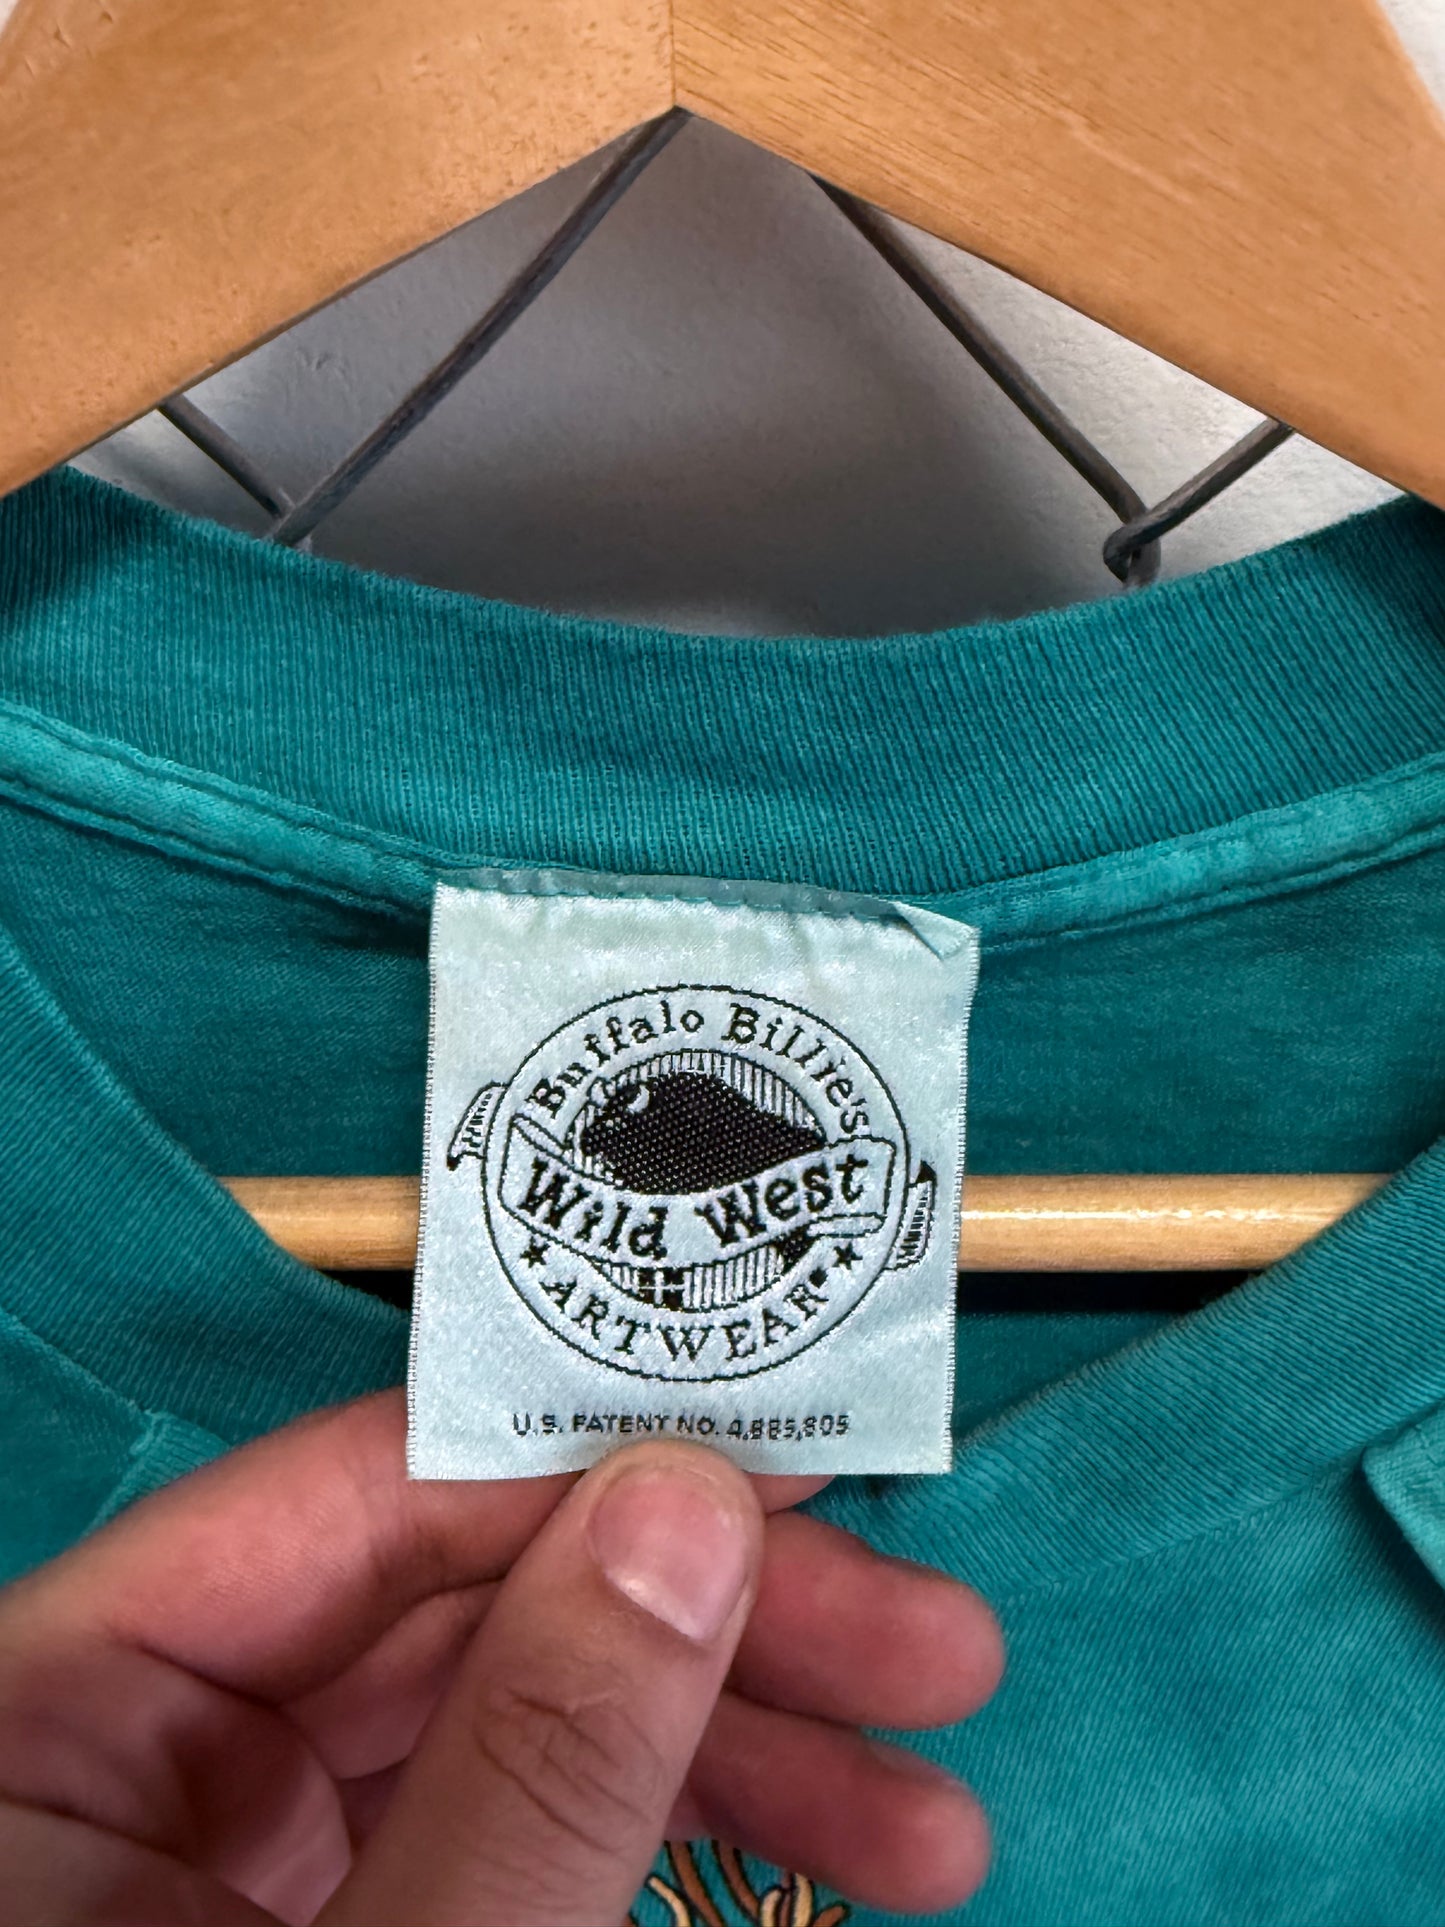 Buffalo Billie's
Wild West
★ ARTWEAR ★
U.S. PATENT NO. 4,885,805